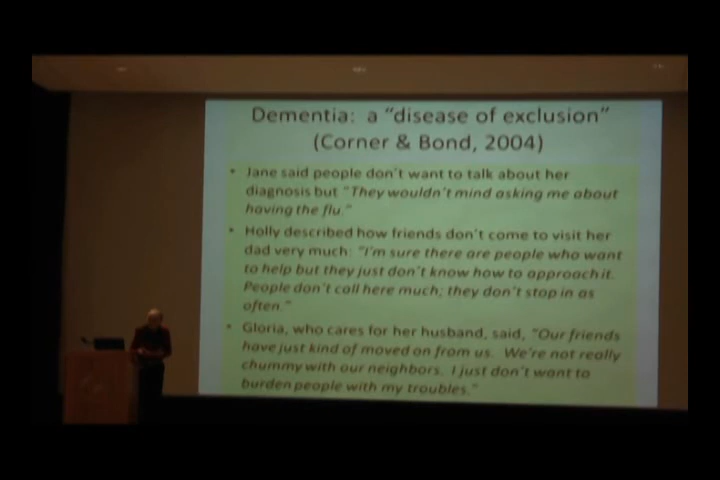 Dementia: a "disease of exclusion"
(Corner & Bond, 2004)
• Jane said people don't want to talk about her
diagnosis but "They wouldn't mind asking me about
having the flu."
• Holly described how friends don't come to visit her
dad very much: "I'm sure there are people who want
to help but they just don't know how to approach it.
People don't call here much; they don't stop in as
often."
• Gloria, who cares for her husband, said, "Our friends
have just kind of moved on from us. We're not really
chummy with our neighbors. I just don't want to
burden people with my troubles."